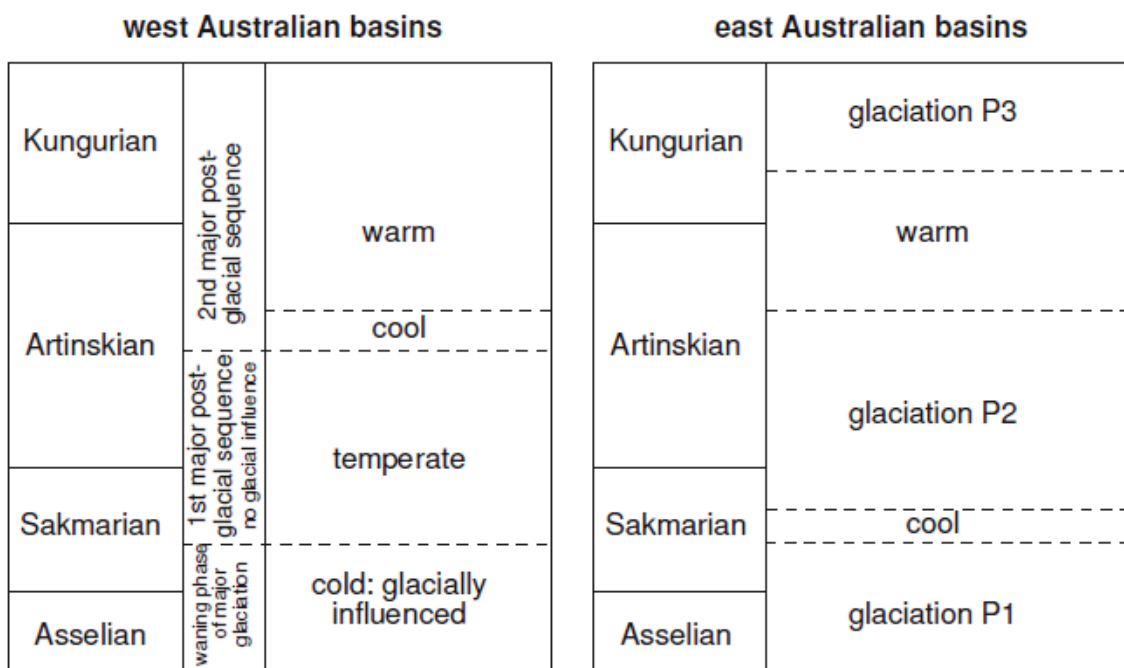 west Australian basins
Kungurian
Artinskian
Sakmarian
Asselian
2nd major post-
glacial sequence
1st major post-
glacial sequence
no glacial influence
waning phase
of major
glaciation
warm
cool
temperate
cold: glacially
influenced
east Australian basins
Kungurian
Artinskian
Sakmarian
Asselian
glaciation P3
warm
glaciation P2
cool
glaciation P1